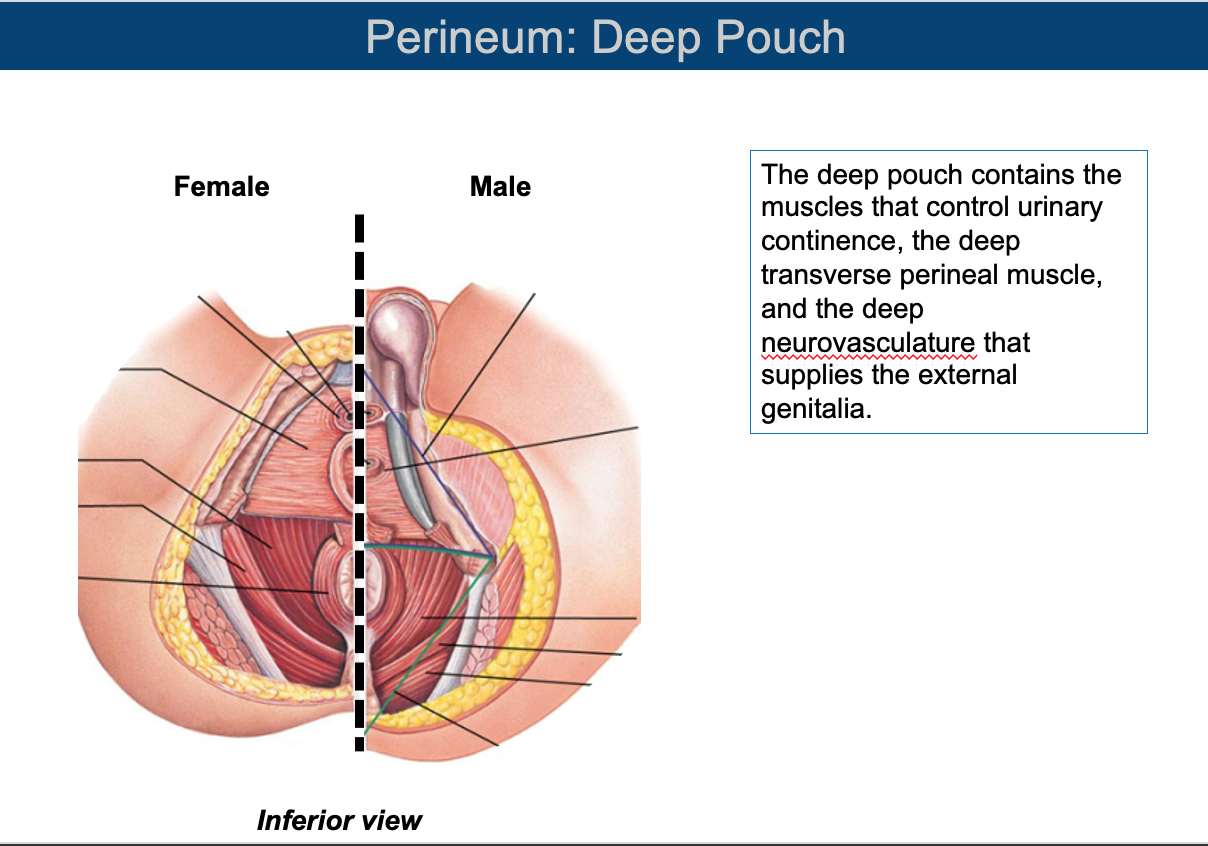 Perineum: Deep Pouch
Female
Male
The deep pouch contains the
muscles that control urinary
continence, the deep
transverse perineal muscle,
and the deep
neurovasculature that
supplies the external
genitalia.
Inferior view